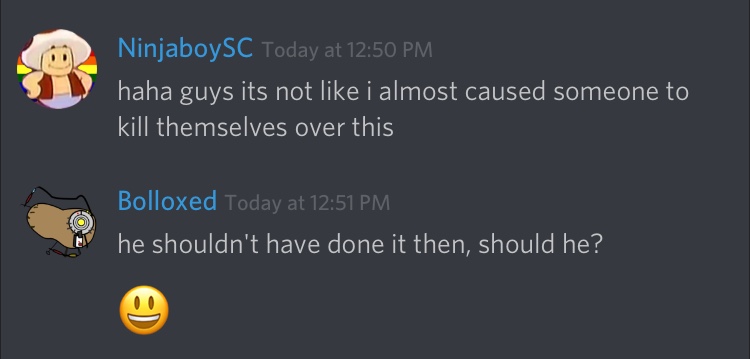 NinjaboySC Today at 12:50 PM
haha guys its not like i almost caused someone to
kill themselves over this
Bolloxed Today at 12:51 PM
he shouldn't have done it then, should he?